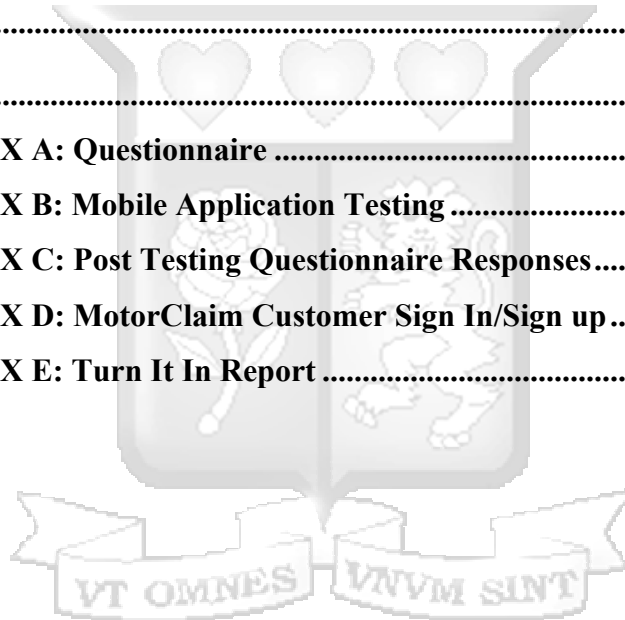 ....................................................................................
....................................................................................
X A: Questionnaire ..............................................
X B: Mobile Application Testing .......................
X C: Post Testing Questionnaire Responses....
X D: MotorClaim Customer Sign In/Sign up..
X E: Turn It In Report .......................................
VT OMNES VNVM SINT